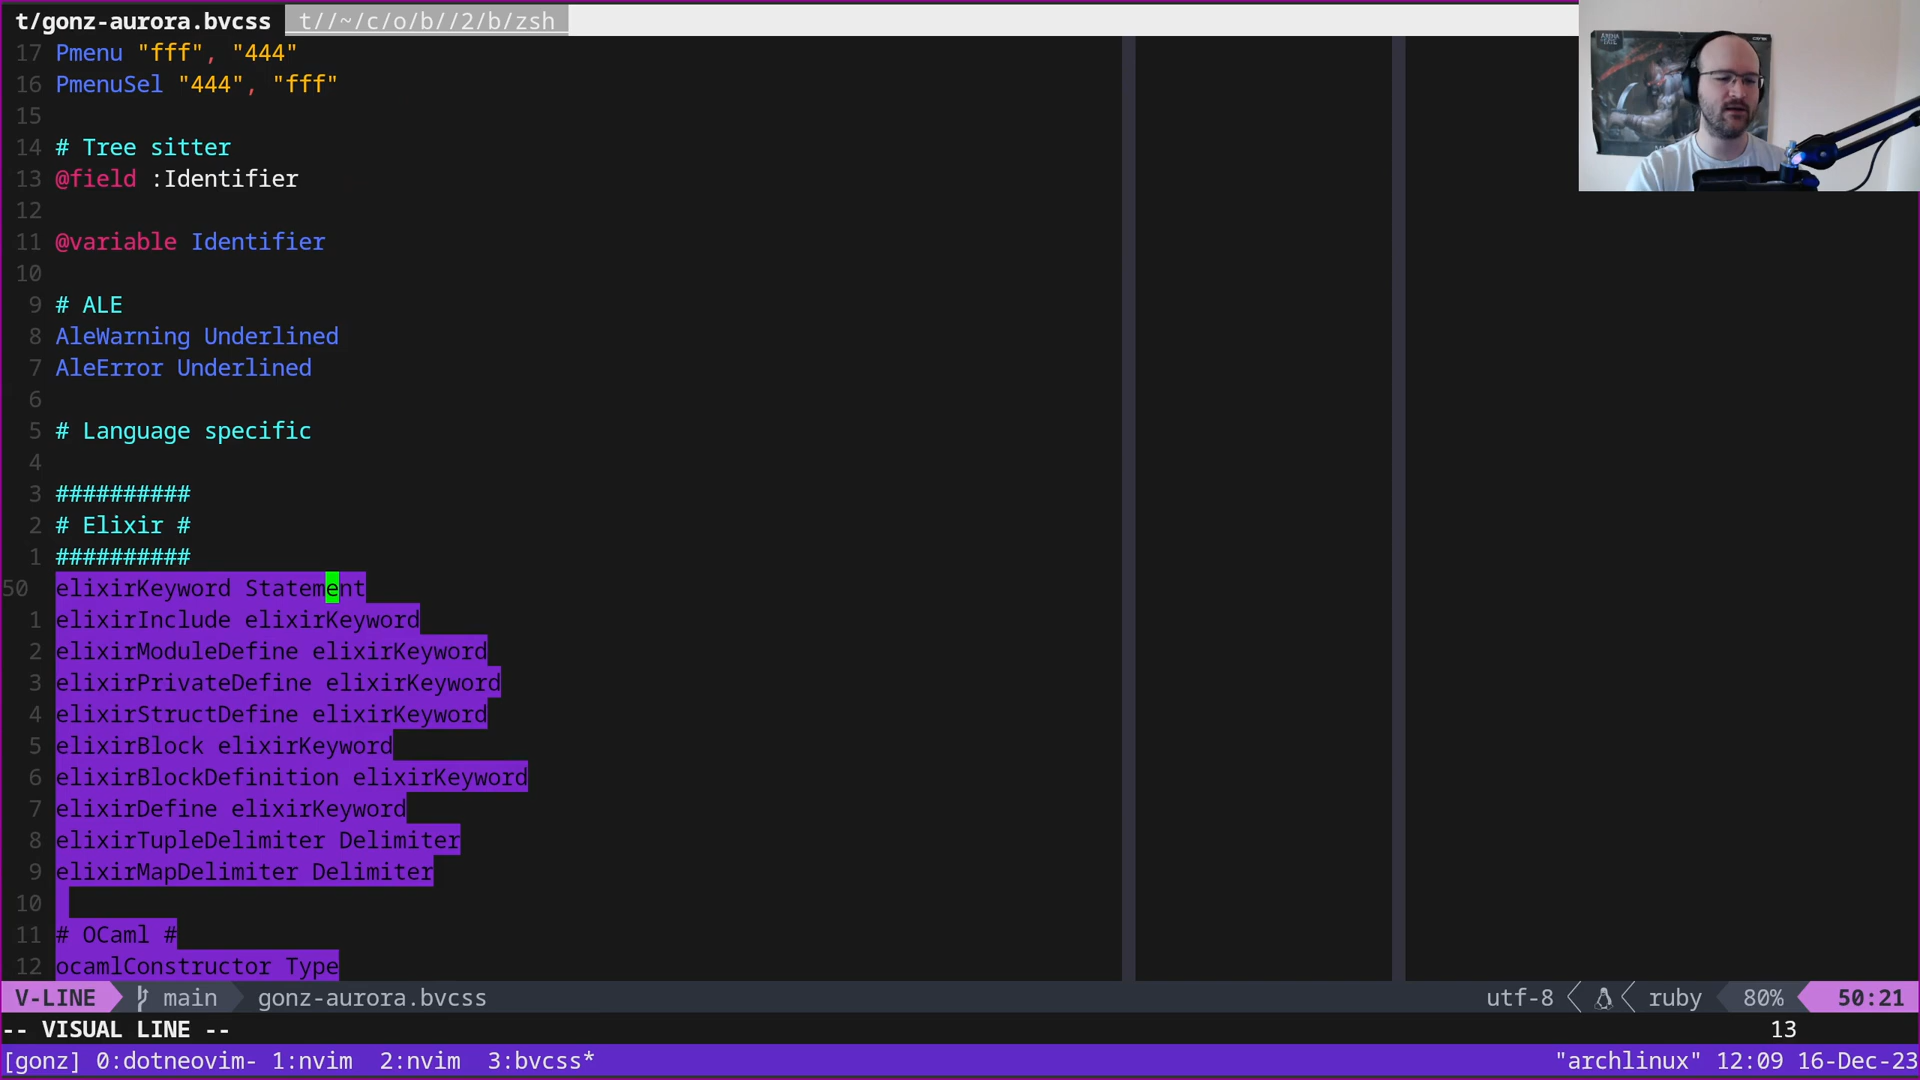 t/gonz-aurora.bvcss t//~/c/o/b//2/b/zsh
17 Pmenu "fff", "444"
16 PmenuSel "444", "fff"
15
14 # Tree sitter
13 @field :Identifier
12
11 @variable Identifier
10
9 # ALE
8 AleWarning Underlined
7 AleError Underlined
6
5 # Language specific
4
3 ##########
2 # Elixir #
1 ##########
50 elixirKeyword Statement
1 elixirInclude elixirKeyword
2 elixirModuleDefine elixirKeyword
3 elixirPrivateDefine elixirKeyword
4 elixirStructDefine elixirKeyword
5 elixirBlock elixirKeyword
6 elixirBlockDefinition elixirKeyword
7 elixirDefine elixirKeyword
8 elixirTupleDelimiter Delimiter
9 elixirMapDelimiter Delimiter
10
11 # OCaml #
12 ocamlConstructor Type
V-LINE main gonz-aurora.bvcss utf-8 ruby 80% 50:21
-- VISUAL LINE -- 13
[gonz] 0:dotneovim- 1:nvim 2:nvim 3:bvcss* "archlinux" 12:09 16-Dec-23